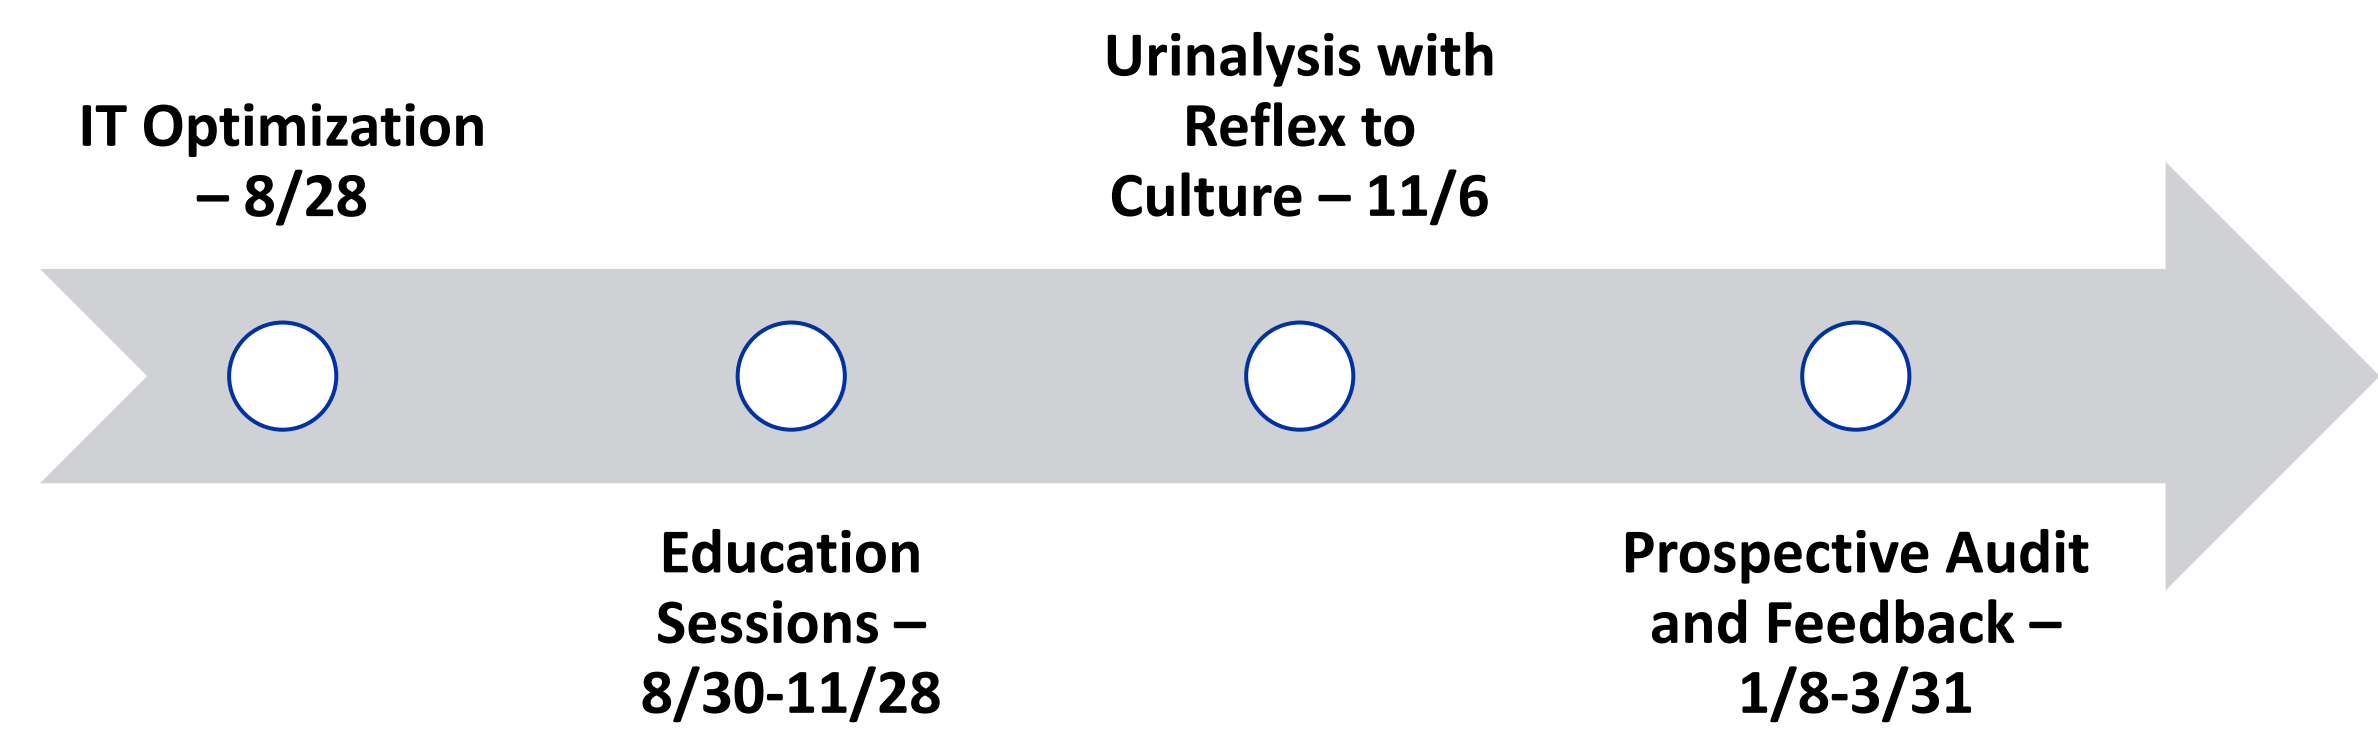 IT Optimization
– 8/28
Education
Sessions –
8/30-11/28
Urinalysis with
Reflex to
Culture – 11/6
Prospective Audit
and Feedback –
1/8-3/31